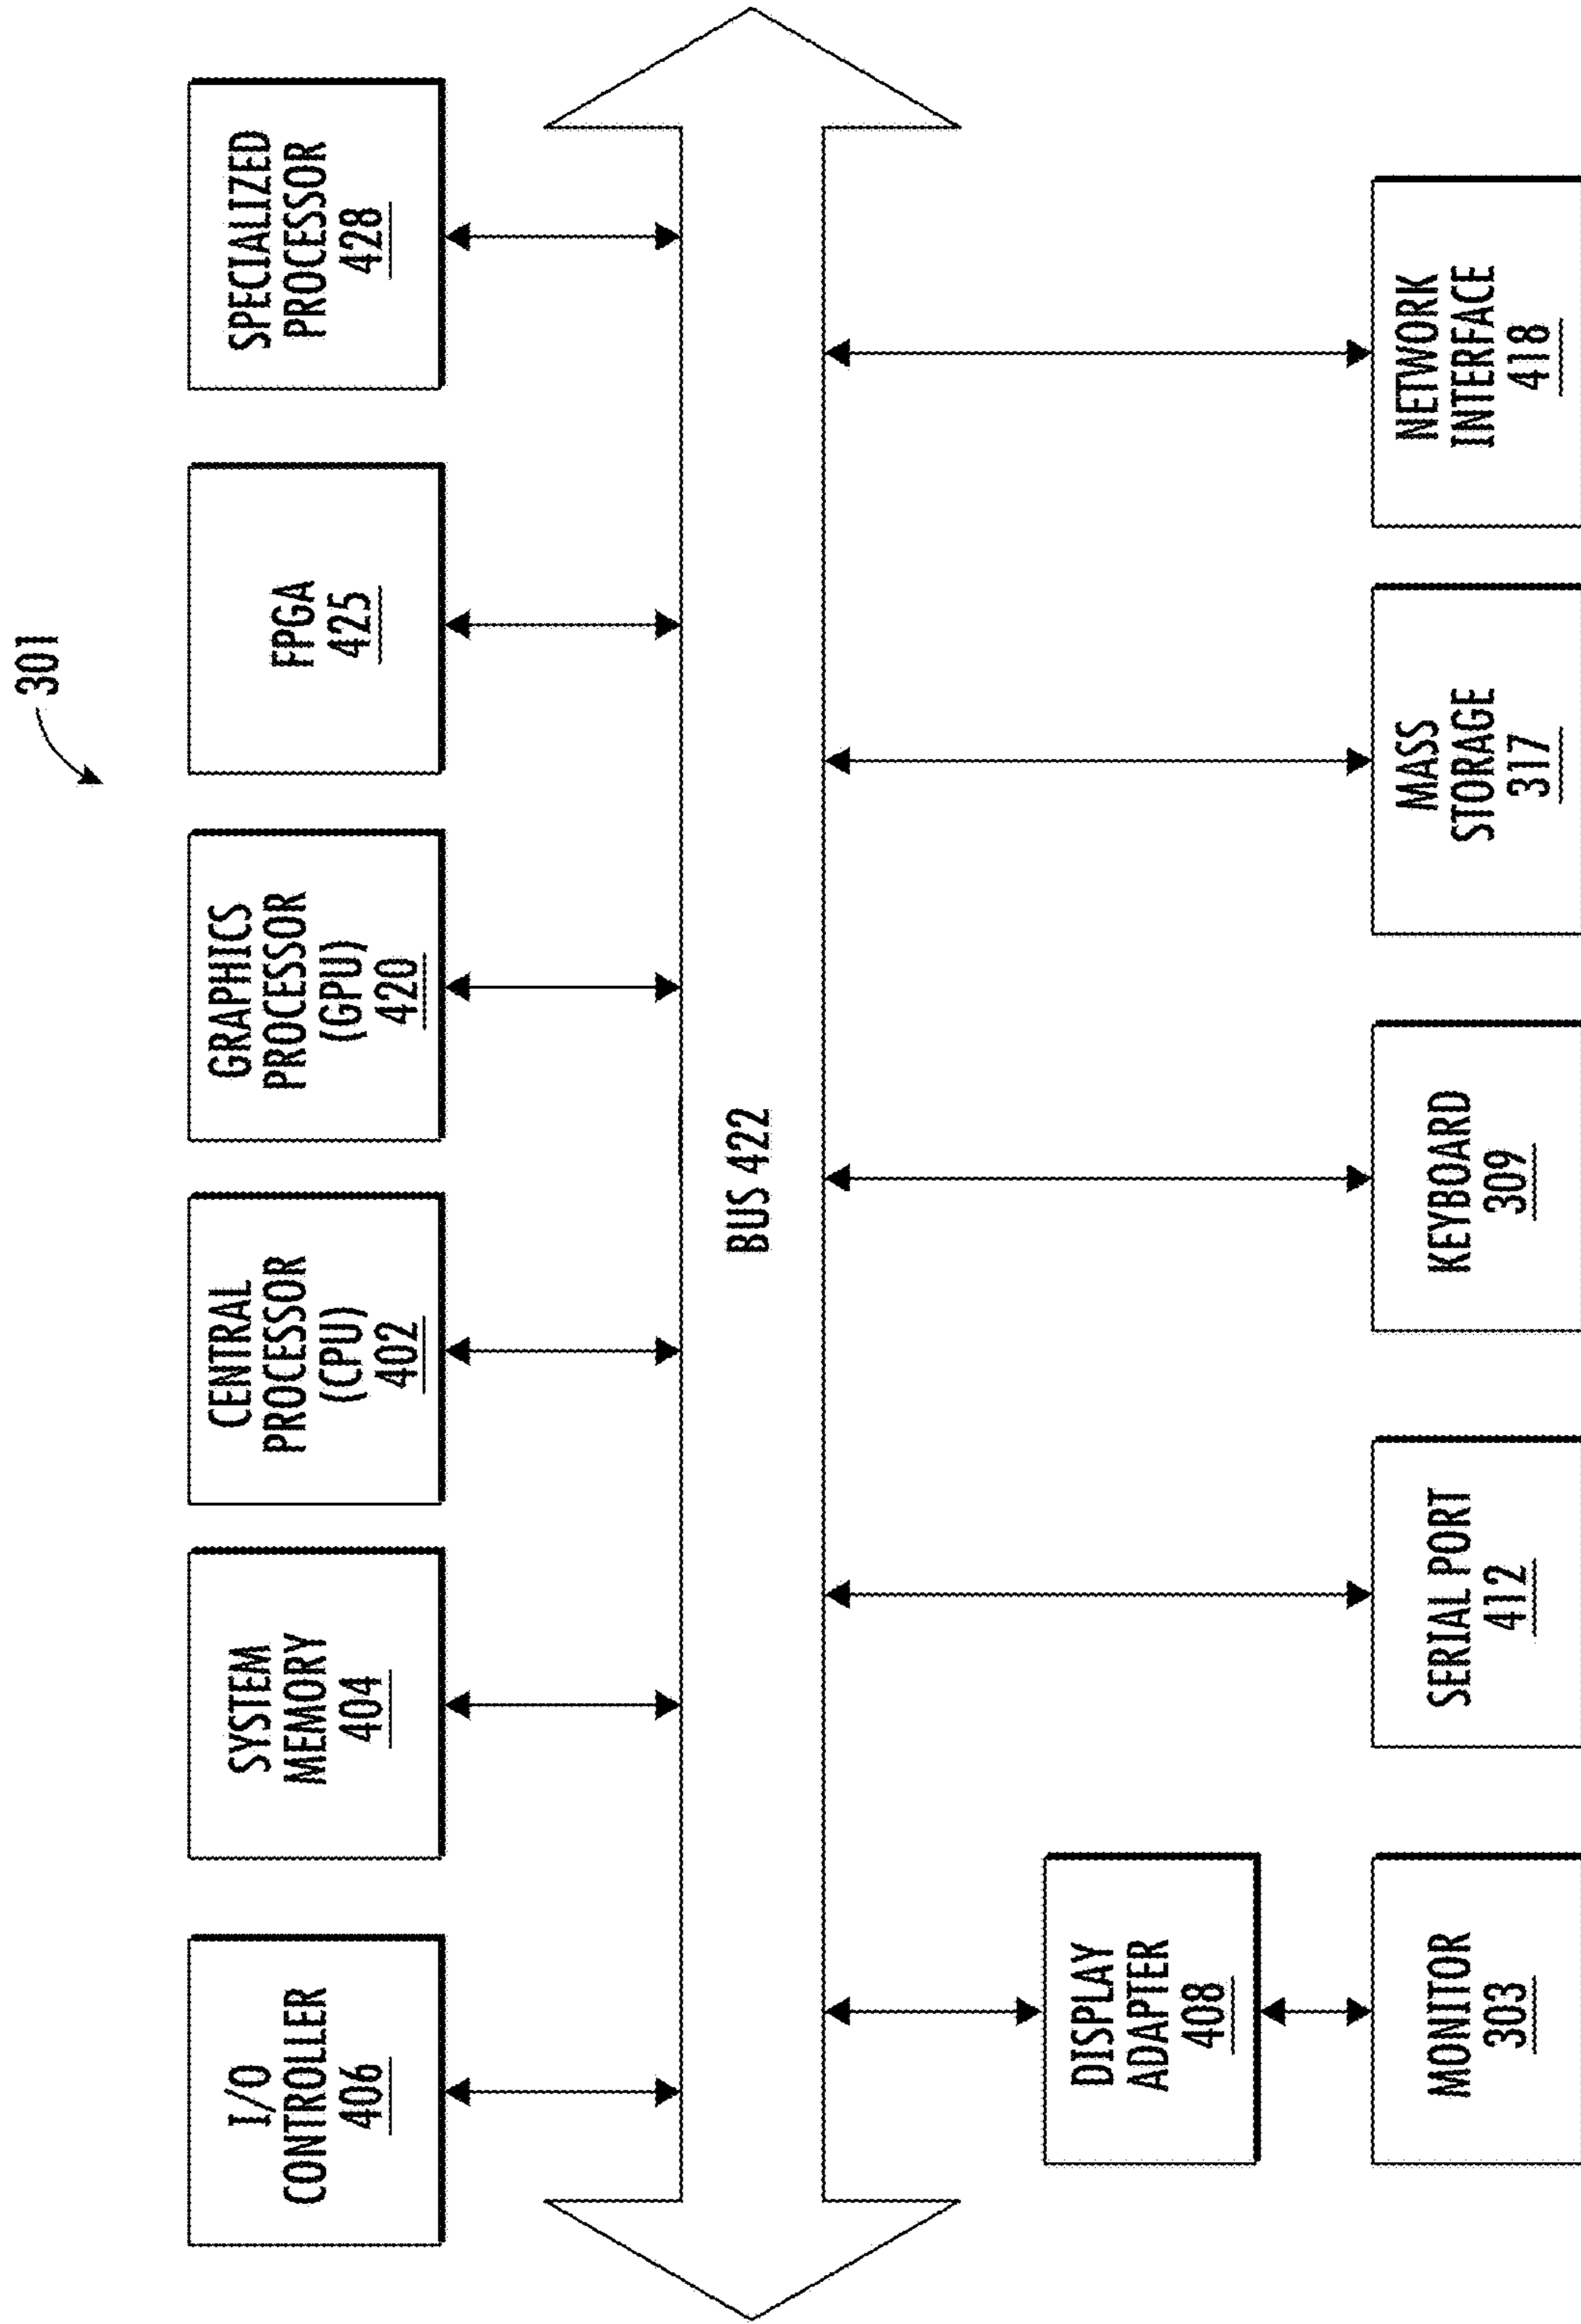 301
I/O
CONTROLLER
406
SYSTEM
MEMORY
404
CENTRAL
PROCESSOR
(CPU)
402
GRAPHICS
PROCESSOR
(GPU)
420
FPGA
425
SPECIALIZED
PROCESSOR
428
BUS 422
DISPLAY
ADAPTER
408
MONITOR
303
SERIAL PORT
412
KEYBOARD
309
MASS
STORAGE
317
NETWORK
INTERFACE
418